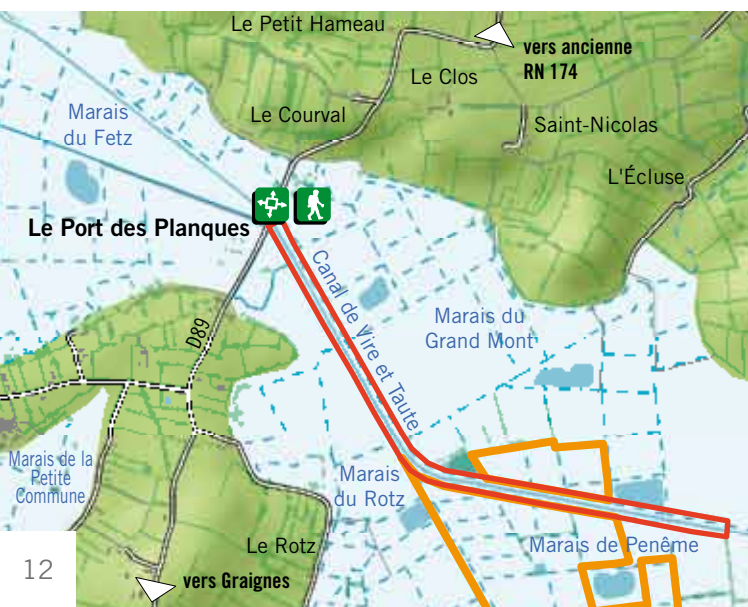 Le Petit Hameau
vers ancienne
RN 174
Le Clos
Marais
du Fetz
Le Courval
Saint-Nicolas
L'Écluse
Le Port des Planques
Canal de Vire et Taute
Marais du
Grand Mont
D89
Marais de la
Petite
Commune
Marais
du Rotz
Le Rotz
Marais de Penême
12
vers Graignes